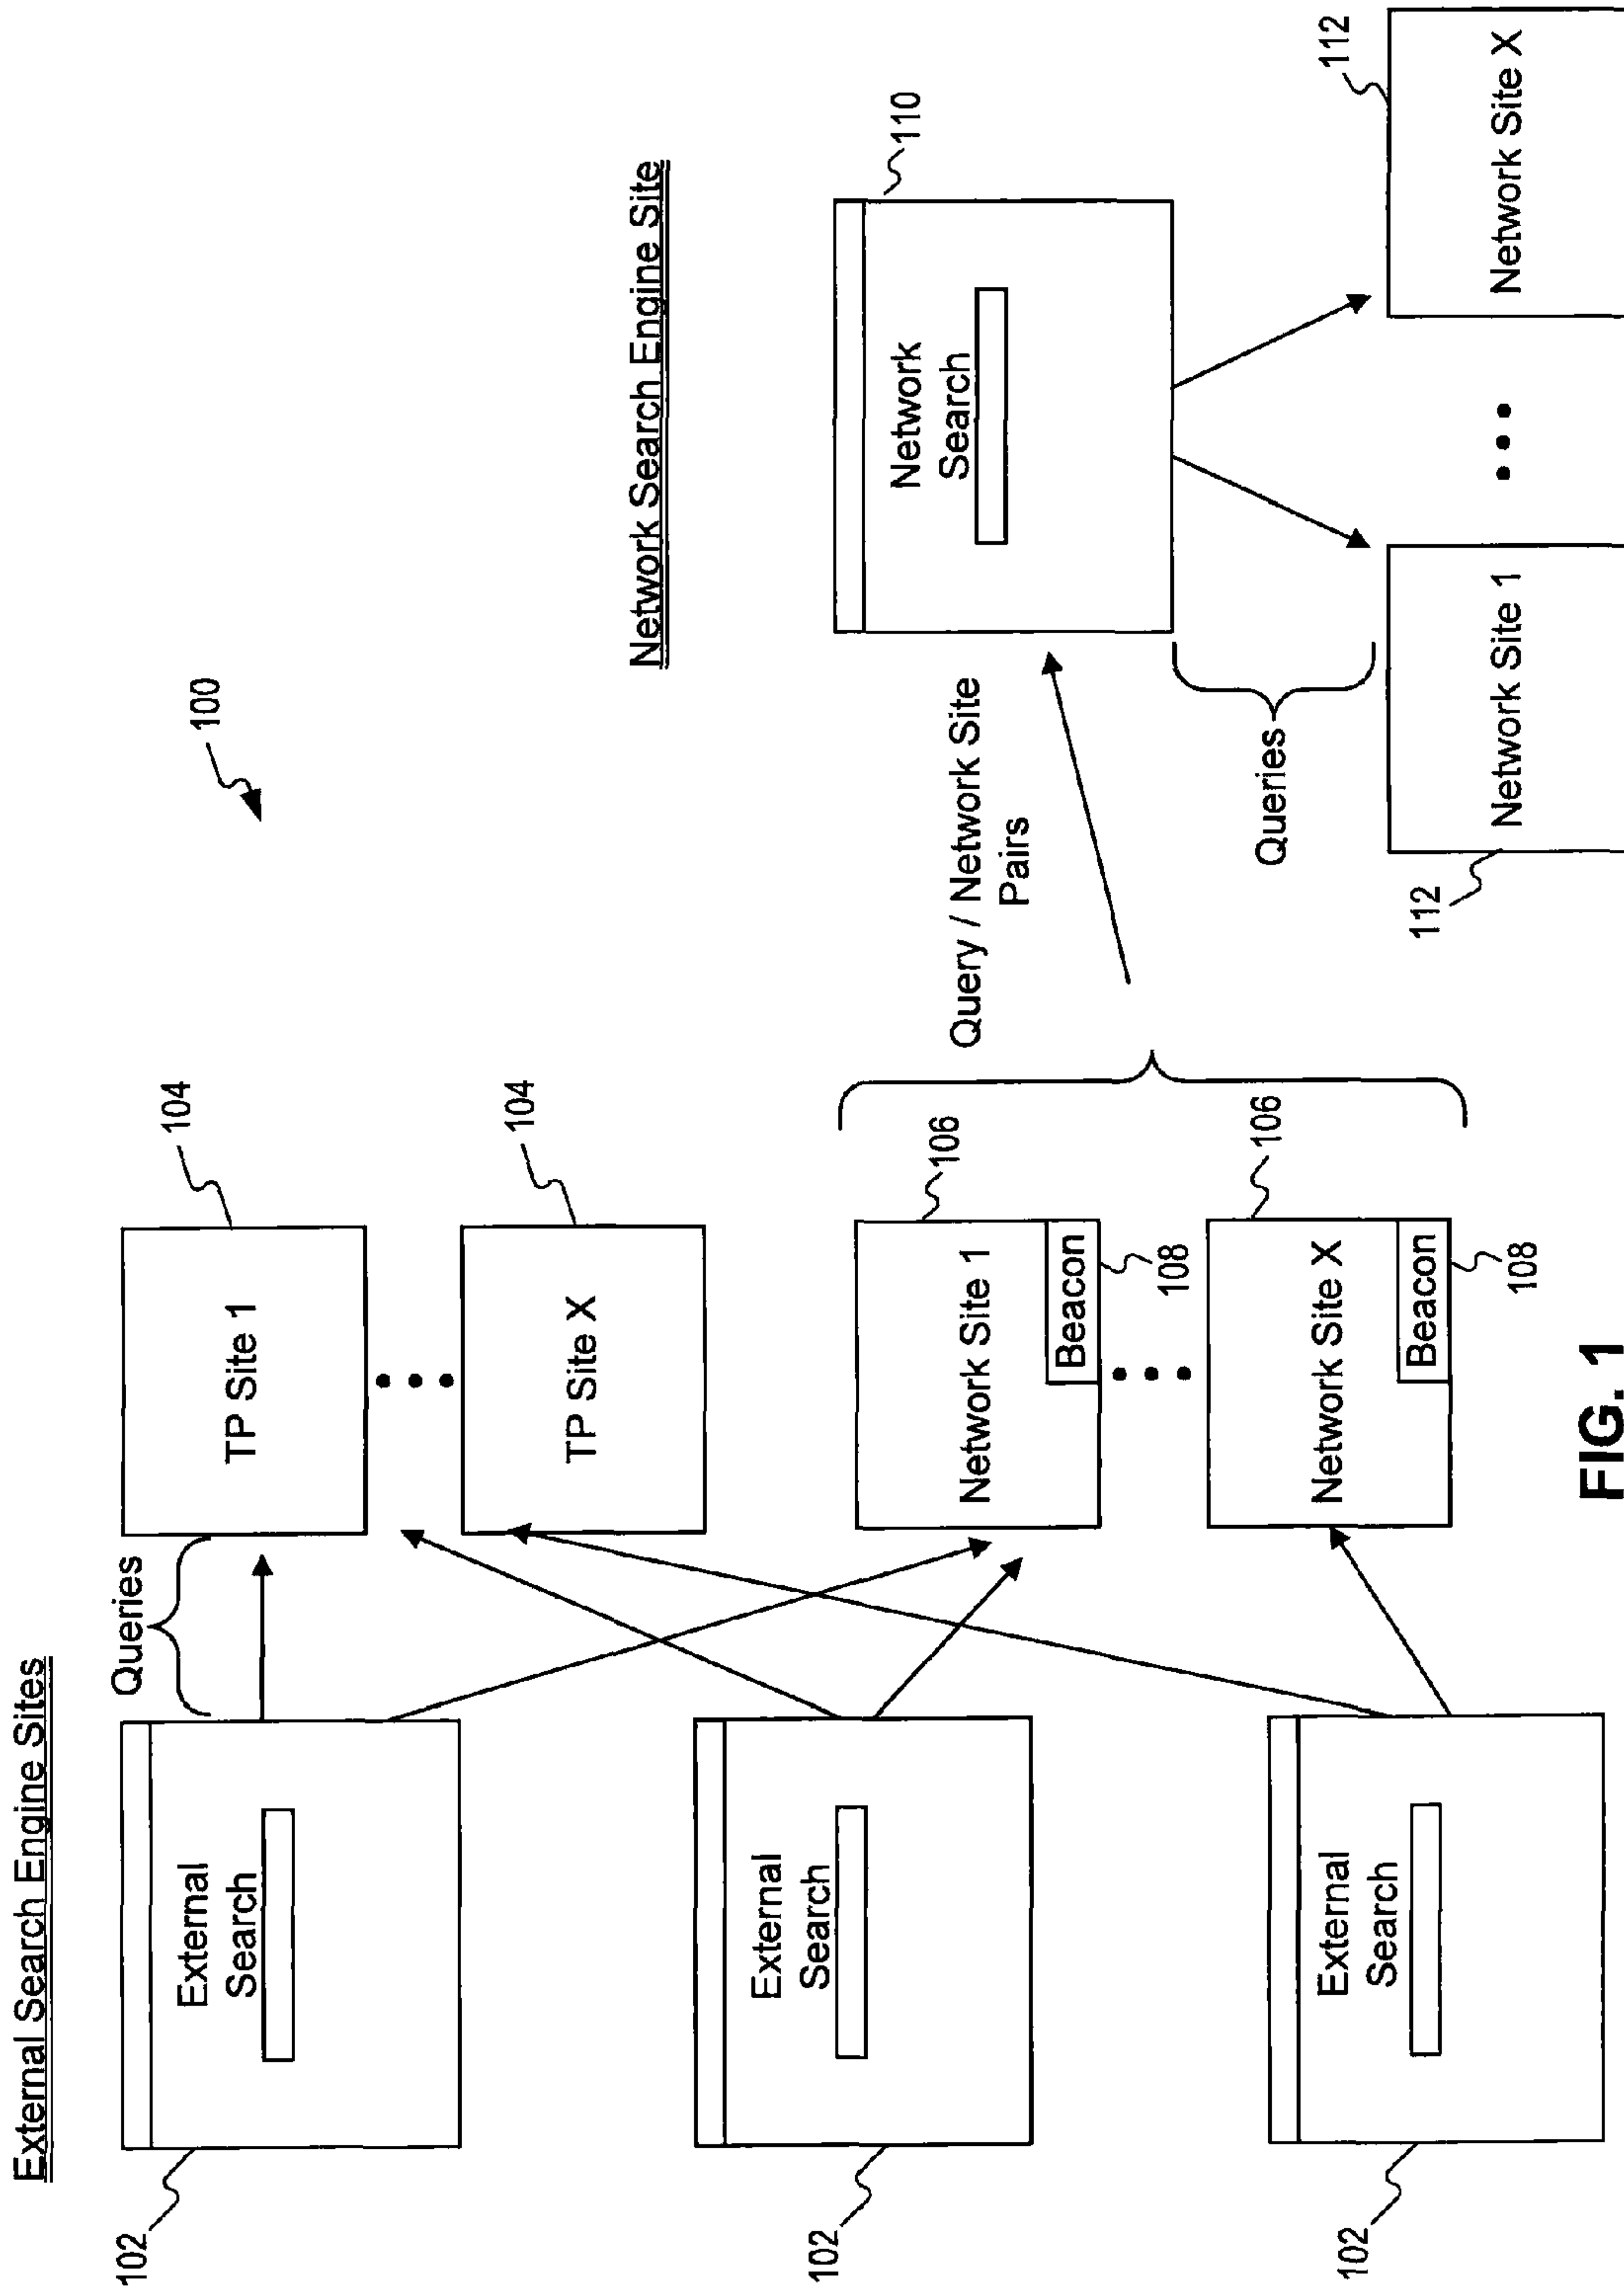 External Search Engine Sites
102
External
Search
102
External
Search
102
External
Search
Queries
TP Site 1
104
TP Site X
104
Network Site 1
106
Beacon
108
Network Site X
106
Beacon
108
100
Query / Network Site
Pairs
Network Search Engine Site
Network
Search
110
Queries
Network Site 1
112
Network Site X
112
FIG. 1